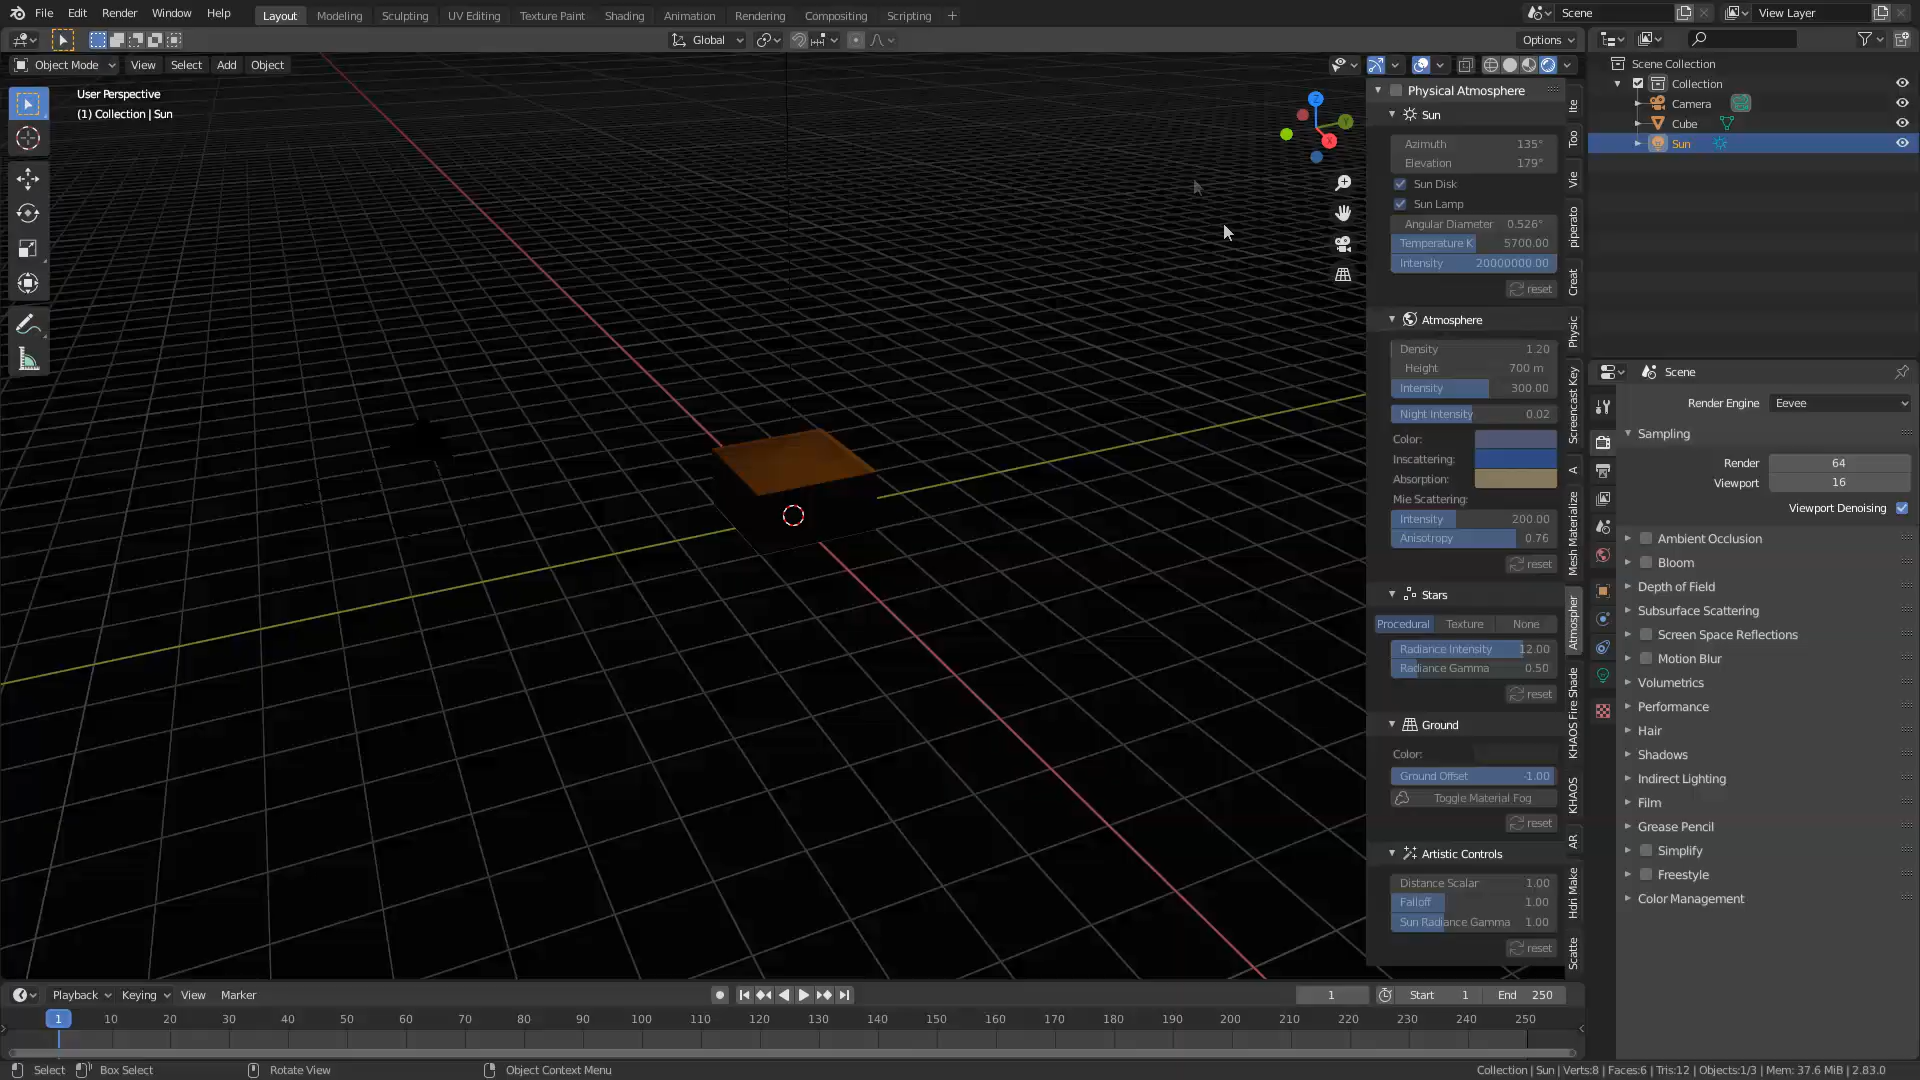 File Edit Render Window Help
Layout Modeling Sculpting UV Editing Texture Paint Shading Animation Rendering Compositing Scripting +
Scene
View Layer
Global
Options
Object Mode View Select Add Object
User Perspective
(1) Collection | Sun
Z
X
Y
Physical Atmosphere
Sun
Azimuth 135°
Elevation 179°
Sun Disk
Sun Lamp
Angular Diameter 0.526°
Temperature K 5700.00
Intensity 20000000.00
reset
Atmosphere
Density 1.20
Height 700 m
Intensity 300.00
Night Intensity 0.02
Color:
Inscattering:
Absorption:
Mie Scattering:
Intensity 200.00
Anisotropy 0.76
reset
Stars
Procedural Texture None
Radiance Intensity 12.00
Radiance Gamma 0.50
reset
Ground
Color:
Ground Offset -1.00
Toggle Material Fog
reset
Artistic Controls
Distance Scalar 1.00
Falloff 1.00
Sun Radiance Gamma 1.00
reset
Ite
Too
Vie
piperato
Creat
Physic
Screencast Key
A
Mesh Materialize
Atmospher
KHAOS Fire Shade
KHAOS
AR
Hdri Make
Scatte
Scene Collection
Collection
Camera
Cube
Sun
Scene
Render Engine Eevee
Sampling
Render 64
Viewport 16
Viewport Denoising
Ambient Occlusion
Bloom
Depth of Field
Subsurface Scattering
Screen Space Reflections
Motion Blur
Volumetrics
Performance
Hair
Shadows
Indirect Lighting
Film
Grease Pencil
Simplify
Freestyle
Color Management
Playback Keying View Marker
1
Start 1
End 250
1 10 20 30 40 50 60 70 80 90 100 110 120 130 140 150 160 170 180 190 200 210 220 230 240 250
Select Box Select Rotate View Object Context Menu
Collection | Sun | Verts:8 | Faces:6 | Tris:12 | Objects:1/3 | Mem: 37.6 MiB | 2.83.0